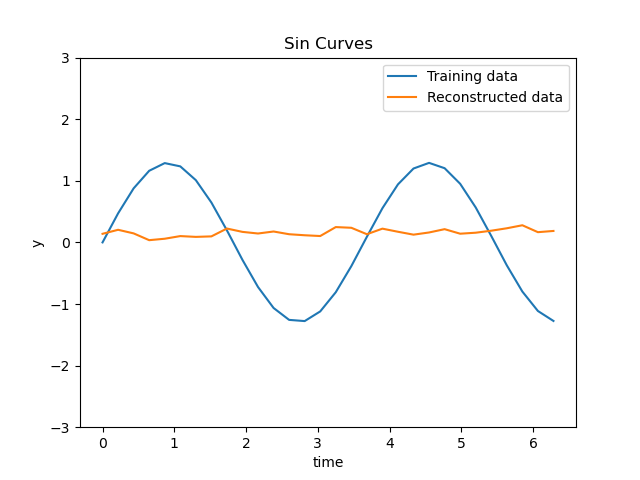 Sin Curves
Training data
Reconstructed data
3
2
1
0
−1
−2
−3
y
0 1 2 3 4 5 6
time